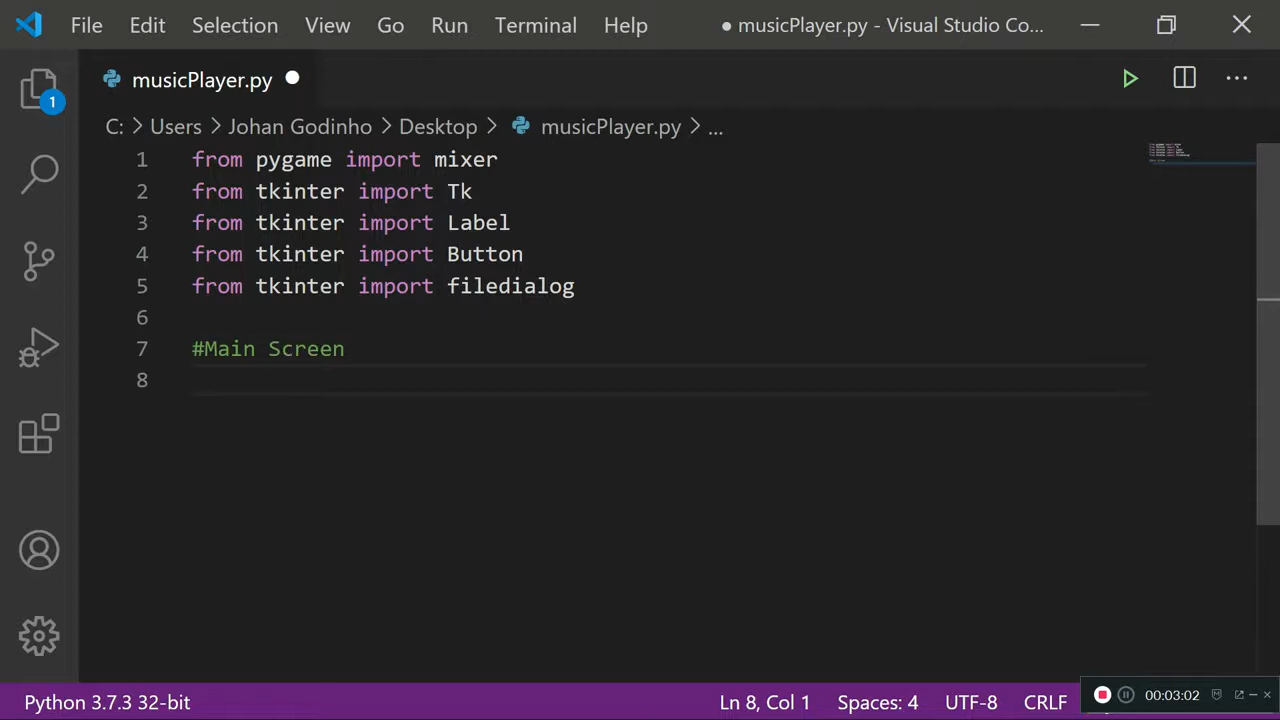 File Edit Selection View Go Run Terminal Help ● musicPlayer.py - Visual Studio Co...
musicPlayer.py
C: > Users > Johan Godinho > Desktop > musicPlayer.py > ...
1 from pygame import mixer
2 from tkinter import Tk
3 from tkinter import Label
4 from tkinter import Button
5 from tkinter import filedialog
6
7 #Main Screen
8
1
Python 3.7.3 32-bit Ln 8, Col 1 Spaces: 4 UTF-8 CRLF 00:03:02